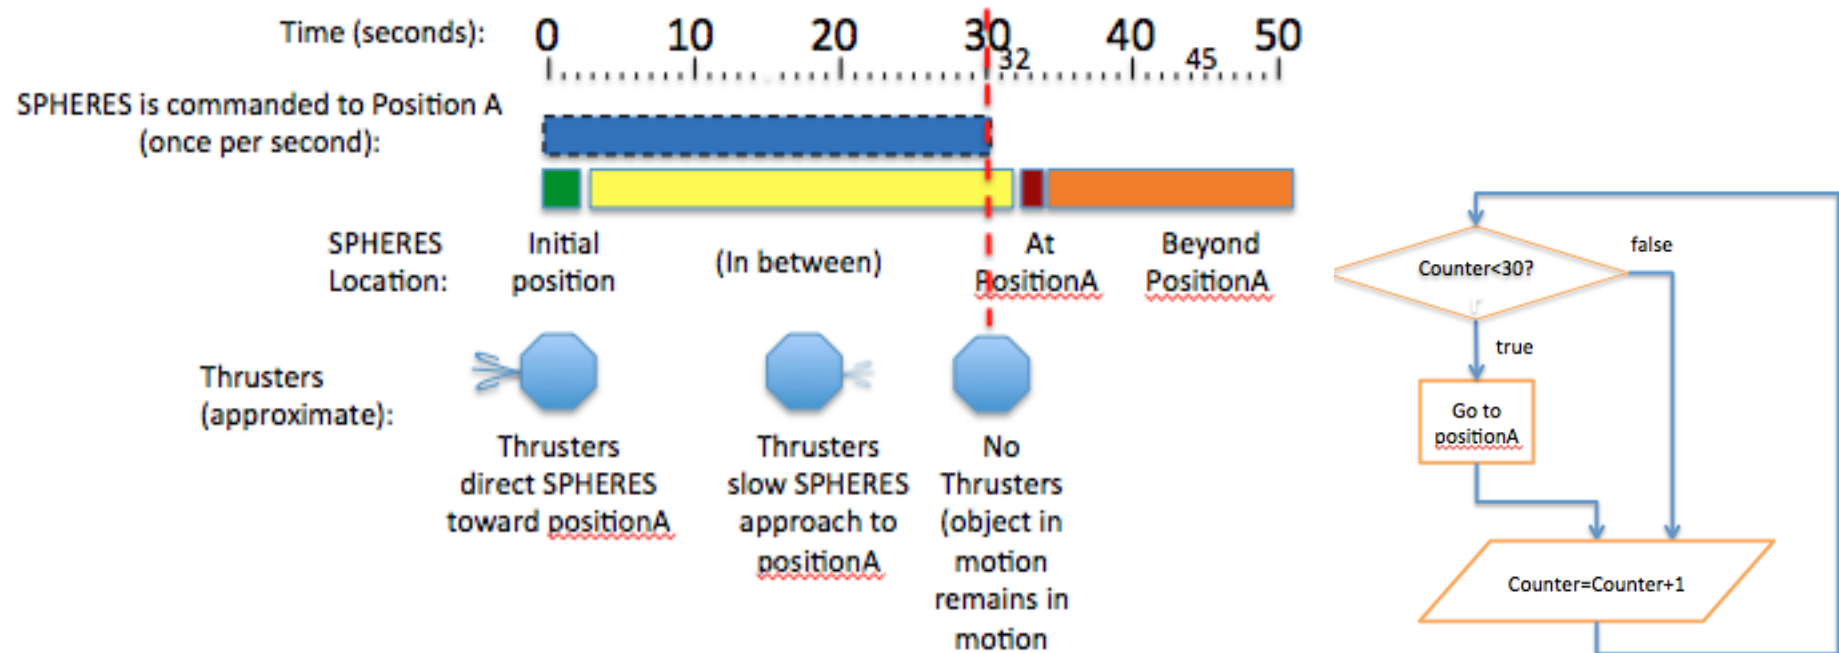 Time (seconds): 0 10 20 30 40 50
32 45
SPHERES is commanded to Position A
(once per second):
SPHERES
Location:
Initial
position
(In between)
At
PositionA
Beyond
PositionA
Thrusters
(approximate):
Thrusters
direct SPHERES
toward positionA
Thrusters
slow SPHERES
approach to
positionA
No
Thrusters
(object in
motion
remains in
motion
Counter<30?
false
true
Go to
positionA
Counter=Counter+1